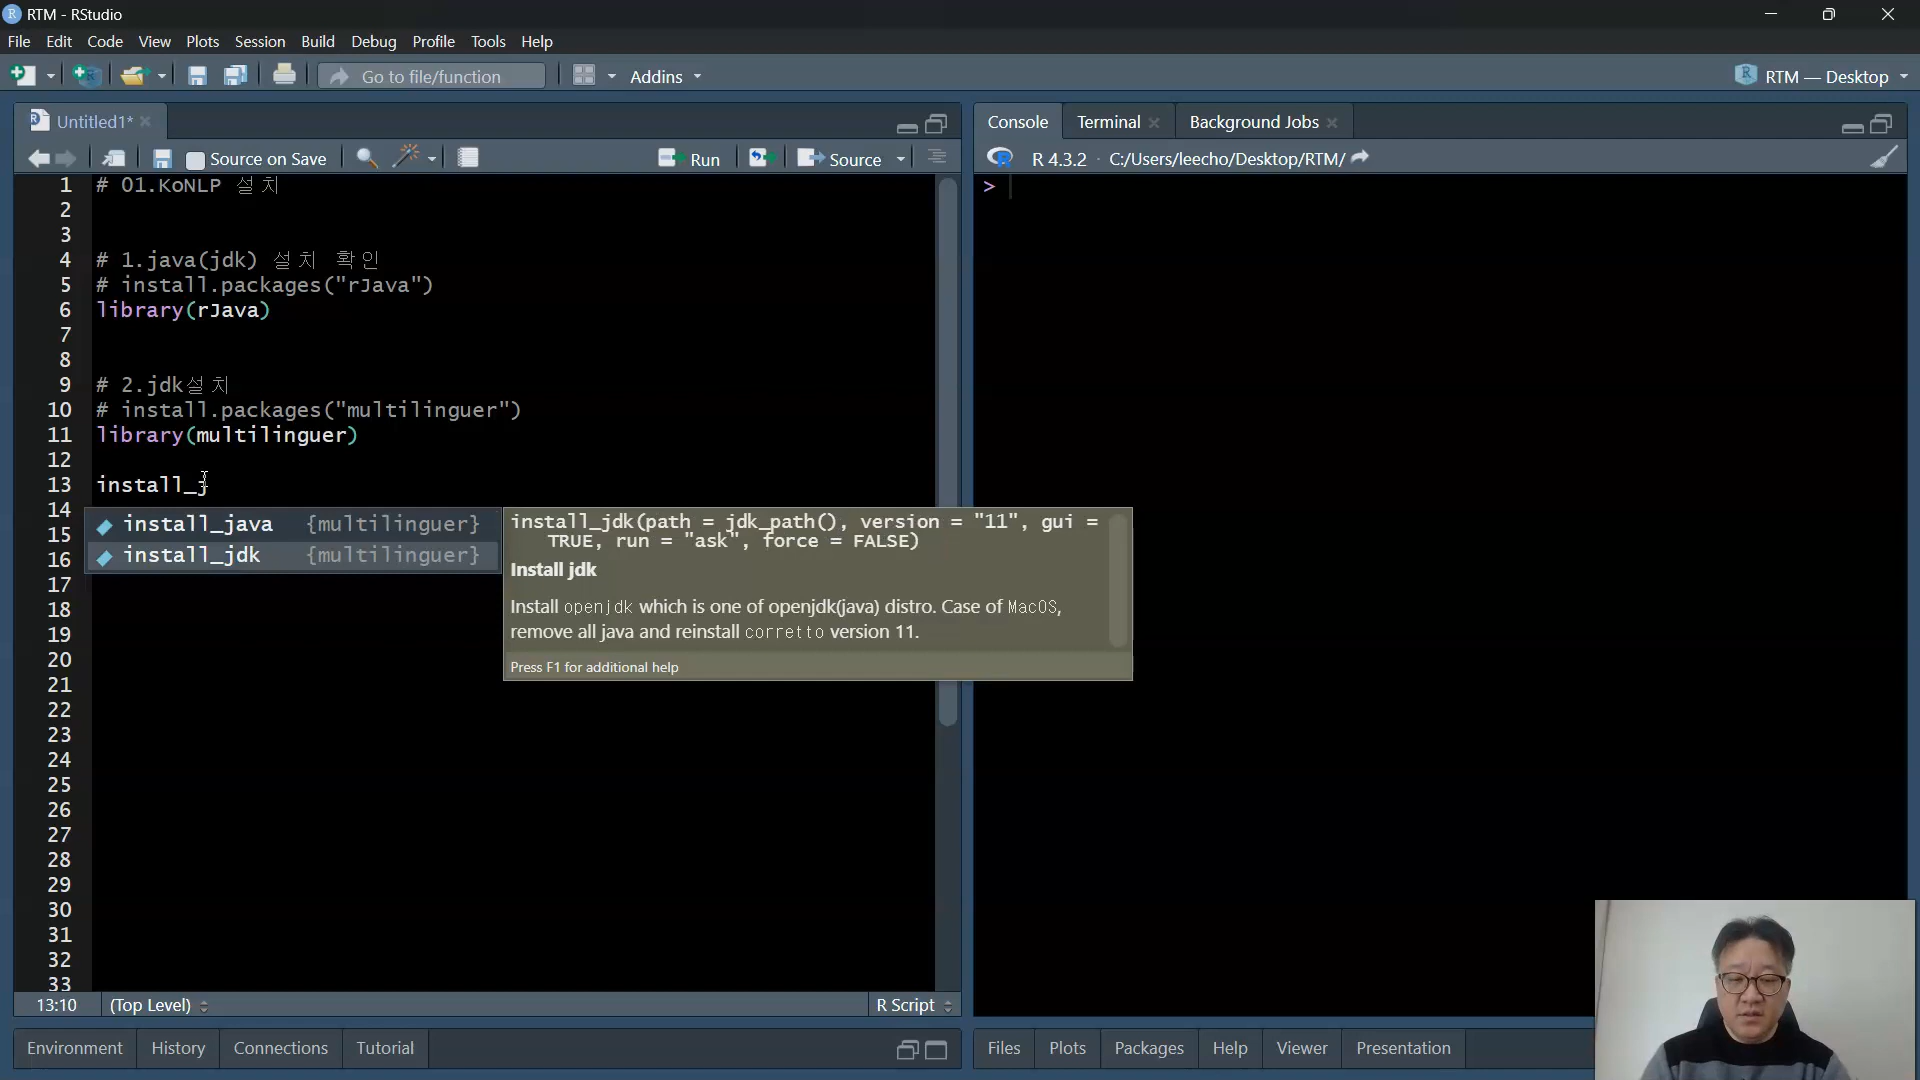 RTM - RStudio
File Edit Code View Plots Session Build Debug Profile Tools Help
Go to file/function Addins RTM — Desktop
Untitled1*
Source on Save Run Source
1 # 01.KoNLP 설치
2
3
4 # 1.java(jdk) 설치 확인
5 # install.packages("rJava")
6 library(rJava)
7
8
9 # 2.jdk설치
10 # install.packages("multilinguer")
11 library(multilinguer)
12
13 install_j
14
15
16
17
18
19
20
21
22
23
24
25
26
27
28
29
30
31
32
33
install_java {multilinguer}
install_jdk {multilinguer}
install_jdk(path = jdk_path(), version = "11", gui =
TRUE, run = "ask", force = FALSE)
Install jdk
Install openjdk which is one of openjdk(java) distro. Case of MacOS,
remove all java and reinstall corretto version 11.
Press F1 for additional help
13:10 (Top Level) R Script
Environment History Connections Tutorial
Console Terminal Background Jobs
R 4.3.2 · C:/Users/leecho/Desktop/RTM/
>
Files Plots Packages Help Viewer Presentation